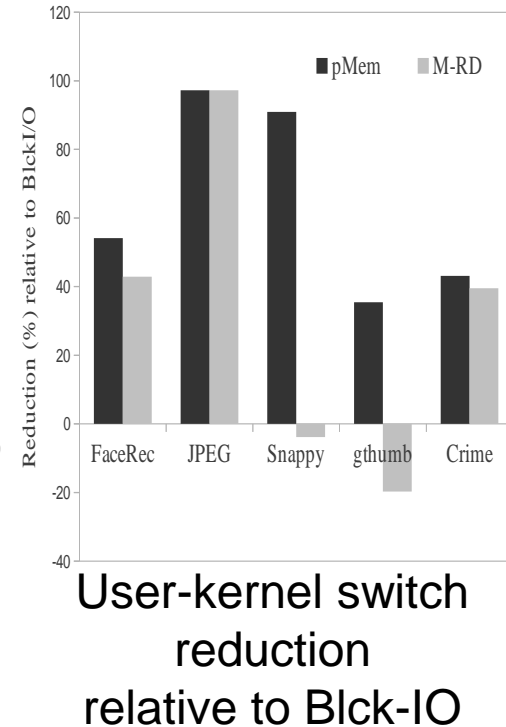 120
100
80
60
40
20
0
-20
-40
Reduction (%) relative to BlckI/O
pMem M-RD
FaceRec JPEG Snappy gthumb Crime
User-kernel switch
reduction
relative to Blck-IO